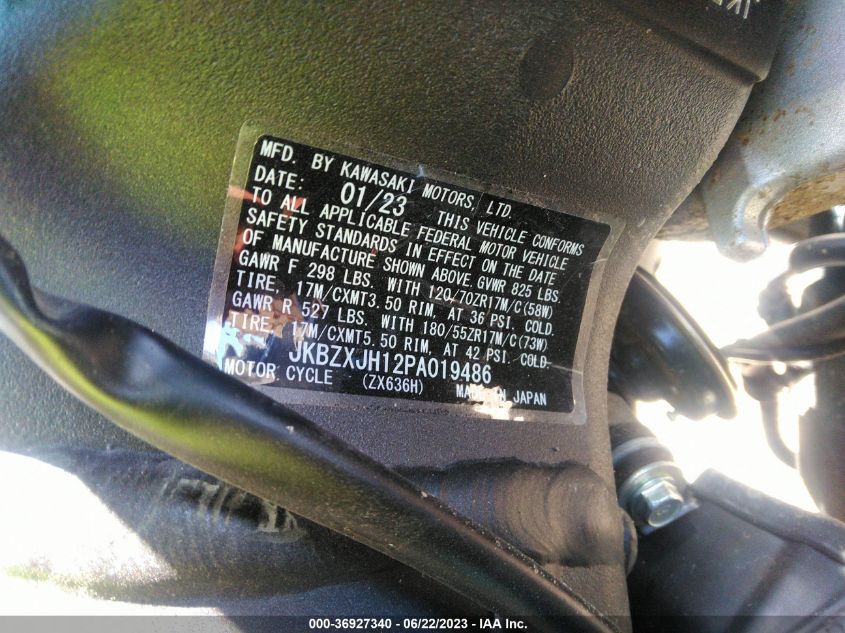 MFD. BY KAWASAKI MOTORS, LTD.
DATE: 01/23 THIS VEHICLE CONFORMS
TO ALL APPLICABLE FEDERAL MOTOR VEHICLE
SAFETY STANDARDS IN EFFECT ON THE DATE
OF MANUFACTURE SHOWN ABOVE. GVWR 825 LBS.
GAWR F 298 LBS. WITH 120/70ZR17M/C(58W)
TIRE, 17M/CXMT3.50 RIM, AT 36 PSI. COLD.
GAWR R 527 LBS. WITH 180/55ZR17M/C(73W)
TIRE, 17M/CXMT5.50 RIM, AT 42 PSI. COLD.
JKBZXJH12PA019486
MOTOR CYCLE (ZX636H) MADE IN JAPAN
000-36927340 - 06/22/2023 - IAA Inc.